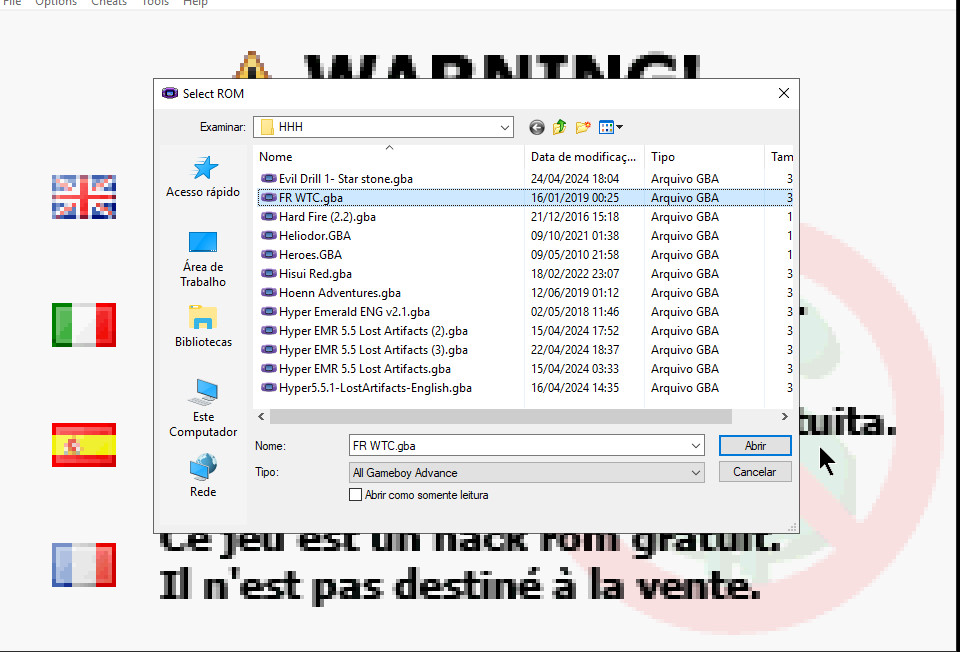 File Options Cheats Tools Help
WARNING!
Select ROM
Examinar: HHH
Nome Data de modificaç... Tipo Tam
Evil Drill 1- Star stone.gba 24/04/2024 18:04 Arquivo GBA 3
FR WTC.gba 16/01/2019 00:25 Arquivo GBA 3
Hard Fire (2.2).gba 21/12/2016 15:18 Arquivo GBA 1
Heliodor.GBA 09/10/2021 01:38 Arquivo GBA 1
Heroes.GBA 09/05/2010 21:58 Arquivo GBA 1
Hisui Red.gba 18/02/2022 23:07 Arquivo GBA 3
Hoenn Adventures.gba 12/06/2019 01:12 Arquivo GBA 3
Hyper Emerald ENG v2.1.gba 02/05/2018 11:46 Arquivo GBA 3
Hyper EMR 5.5 Lost Artifacts (2).gba 15/04/2024 17:52 Arquivo GBA 3
Hyper EMR 5.5 Lost Artifacts (3).gba 22/04/2024 18:37 Arquivo GBA 3
Hyper EMR 5.5 Lost Artifacts.gba 15/04/2024 03:33 Arquivo GBA 3
Hyper5.5.1-LostArtifacts-English.gba 16/04/2024 14:35 Arquivo GBA 3
Acesso rápido
Área de
Trabalho
Bibliotecas
Este
Computador
Rede
Nome: FR WTC.gba Abrir
Tipo: All Gameboy Advance Cancelar
Abrir como somente leitura
tuita.
Ce jeu est un hack rom gratuit.
Il n'est pas destiné à la vente.